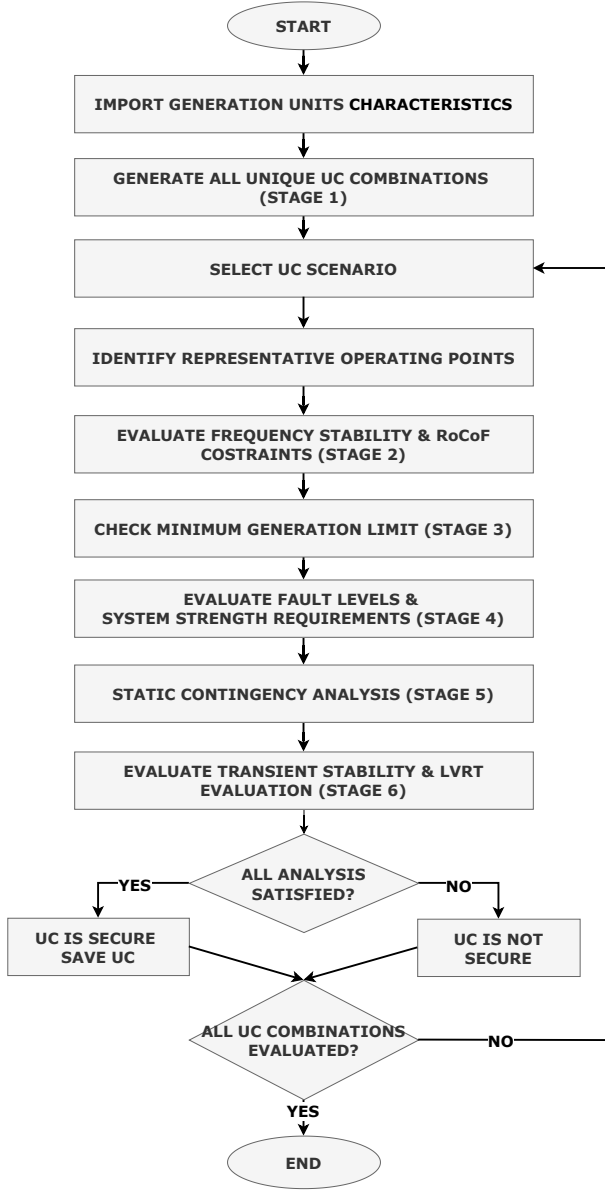 START
IMPORT GENERATION UNITS CHARACTERISTICS
GENERATE ALL UNIQUE UC COMBINATIONS
(STAGE 1)
SELECT UC SCENARIO
IDENTIFY REPRESENTATIVE OPERATING POINTS
EVALUATE FREQUENCY STABILITY & RoCoF
COSTRAINTS (STAGE 2)
CHECK MINIMUM GENERATION LIMIT (STAGE 3)
EVALUATE FAULT LEVELS &
SYSTEM STRENGTH REQUIREMENTS (STAGE 4)
STATIC CONTINGENCY ANALYSIS (STAGE 5)
EVALUATE TRANSIENT STABILITY & LVRT
EVALUATION (STAGE 6)
ALL ANALYSIS
SATISFIED?
YES
NO
UC IS SECURE
SAVE UC
UC IS NOT
SECURE
ALL UC COMBINATIONS
EVALUATED?
NO
YES
END